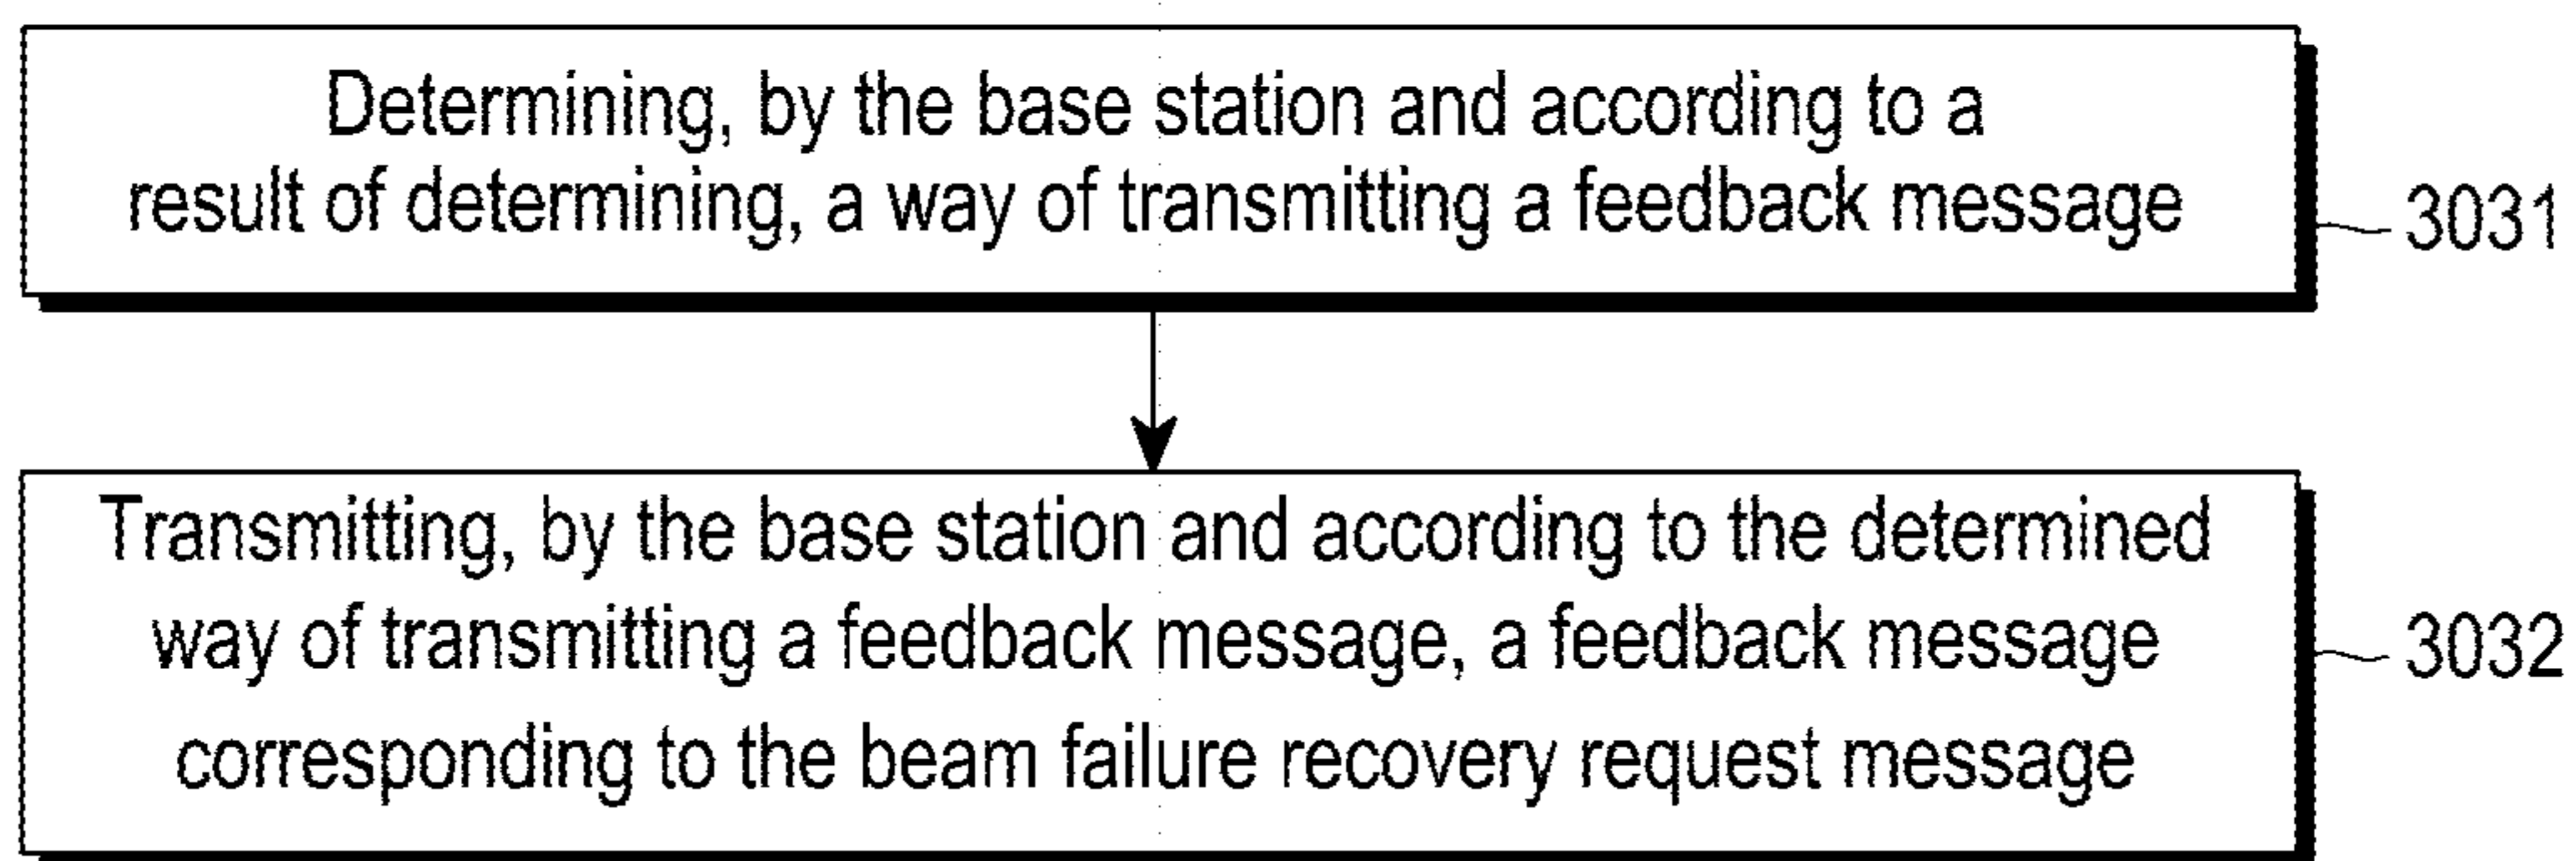 Determining, by the base station and according to a
result of determining, a way of transmitting a feedback message
3031
Transmitting, by the base station and according to the determined
way of transmitting a feedback message, a feedback message
3032
corresponding to the beam failure recovery request message